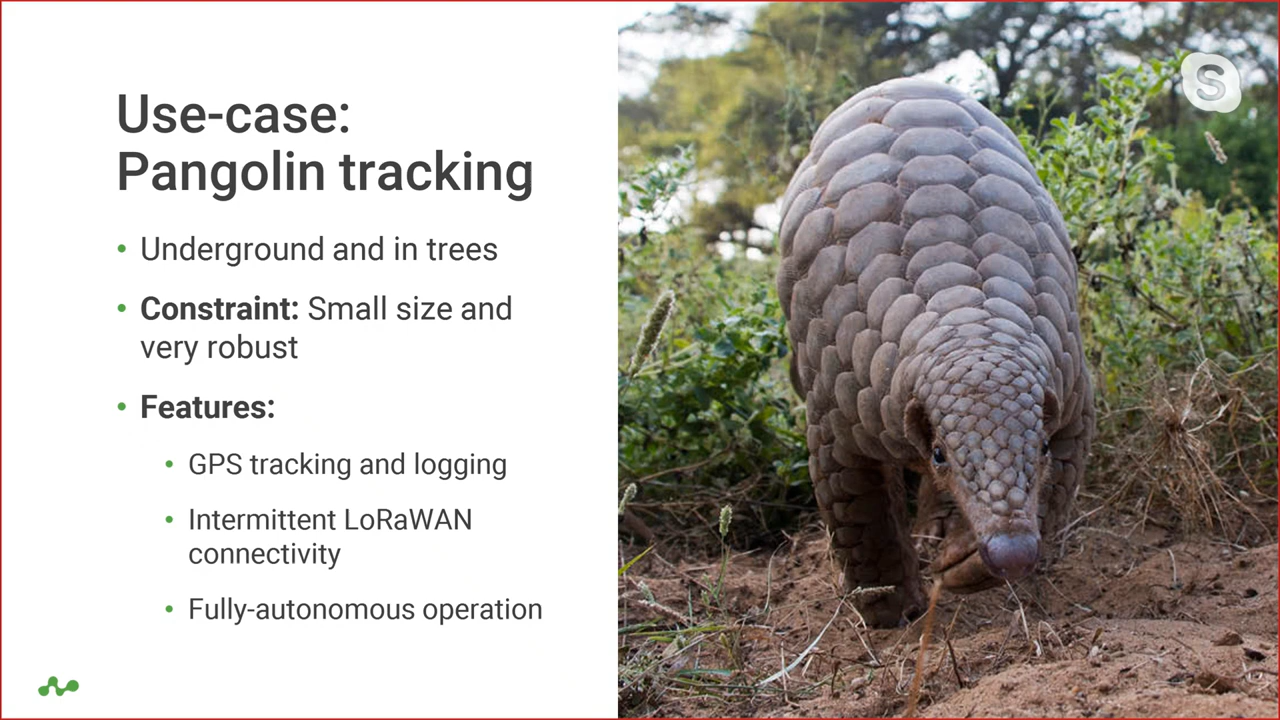 Use-case:
Pangolin tracking
• Underground and in trees
• Constraint: Small size and
very robust
• Features:
• GPS tracking and logging
• Intermittent LoRaWAN
connectivity
• Fully-autonomous operation
S